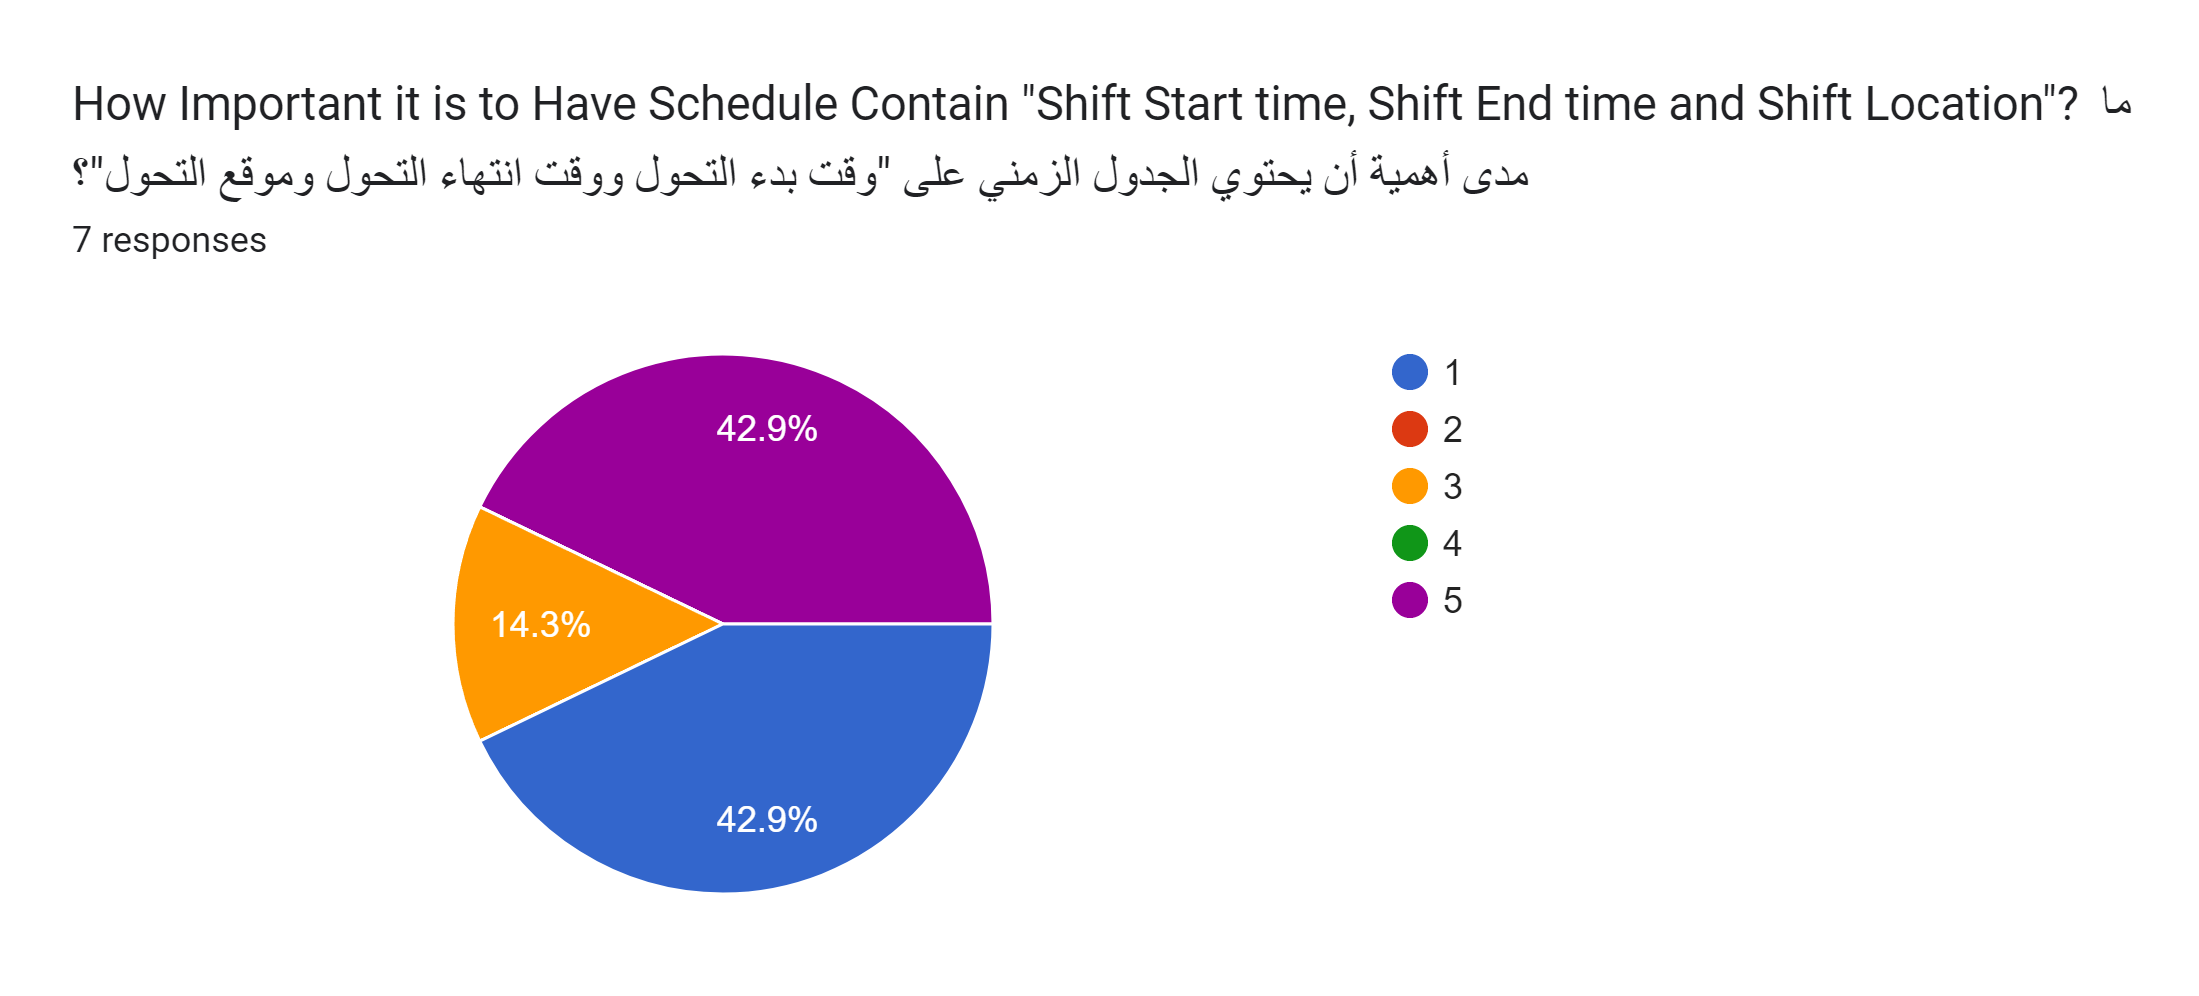 How Important it is to Have Schedule Contain "Shift Start time, Shift End time and Shift Location"? ما
مدى أهمية أن يحتوي الجدول الزمني على "وقت بدء التحول ووقت انتهاء التحول وموقع التحول"؟
7 responses
42.9%
14.3%
42.9%
1
2
3
4
5